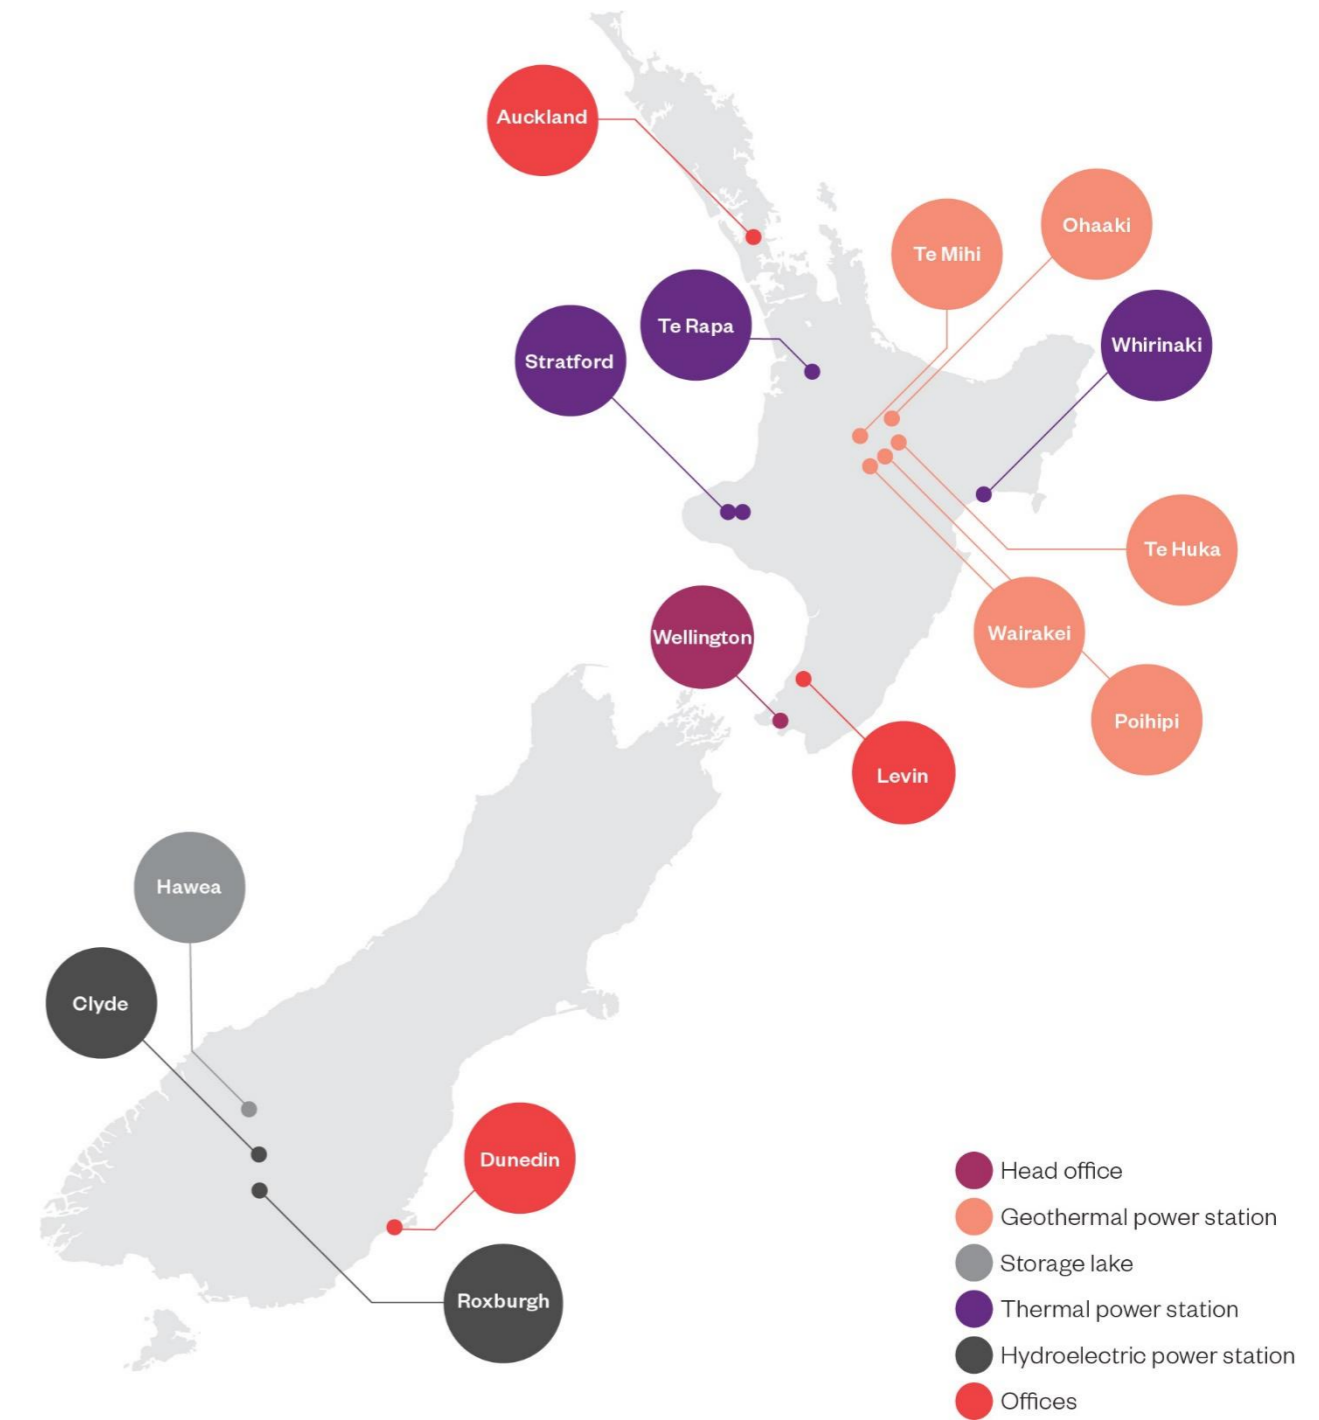 Auckland
Ohaaki
Te Mihi
Te Rapa
Whirinaki
Stratford
Te Huka
Wairakei
Wellington
Poihipi
Levin
Hawea
Clyde
Dunedin
Roxburgh
Head office
Geothermal power station
Storage lake
Thermal power station
Hydroelectric power station
Offices